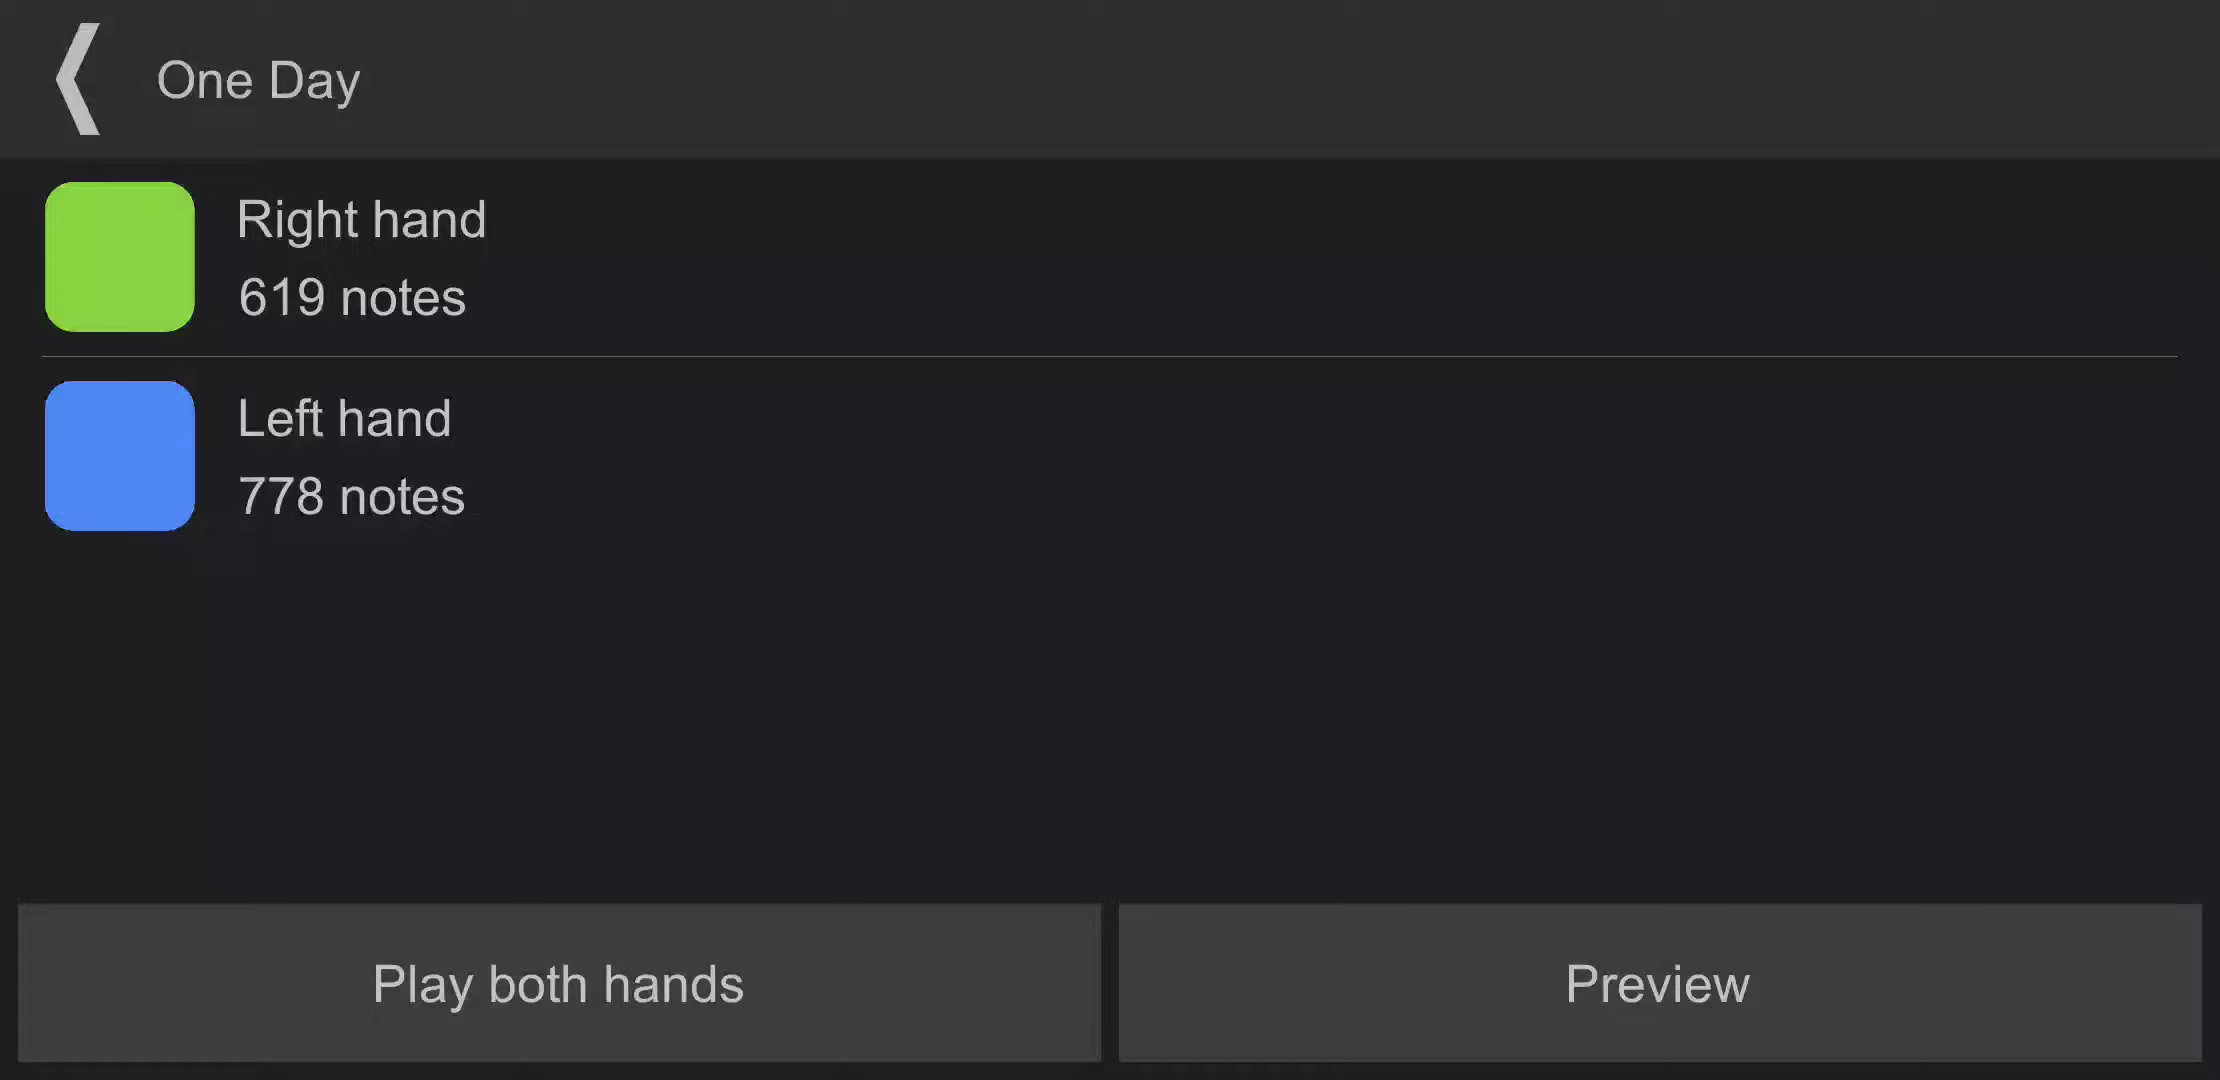 One Day
Right hand
619 notes
Left hand
778 notes
Play both hands
Preview